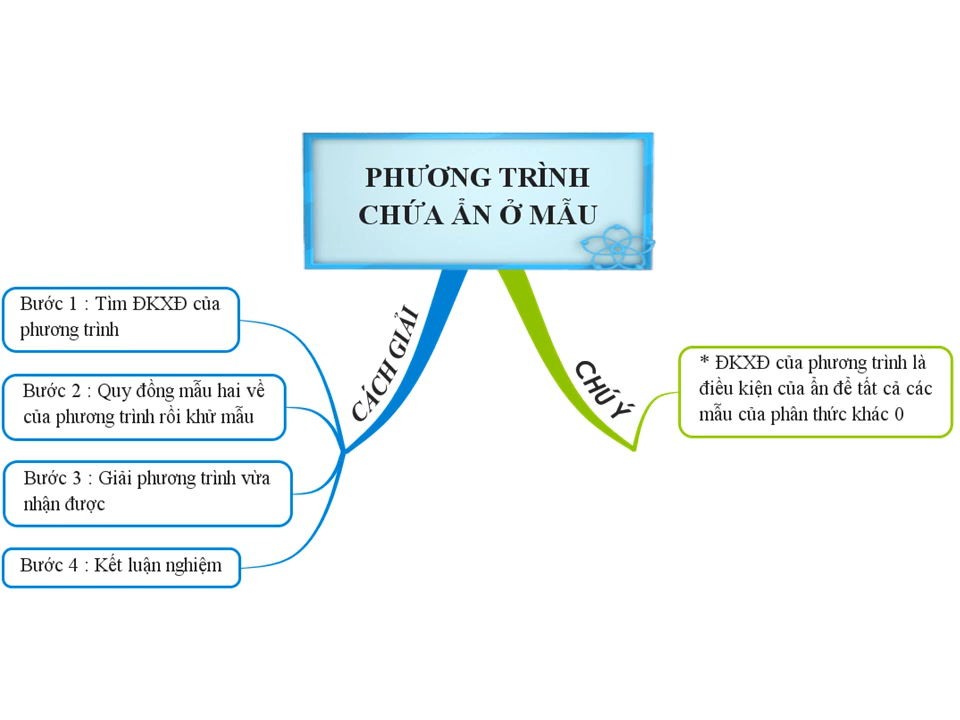 PHƯƠNG TRÌNH
CHỨA ẨN Ở MẪU
CÁCH GIẢI
Bước 1 : Tìm ĐKXĐ của
phương trình
Bước 2 : Quy đồng mẫu hai về
của phương trình rồi khử mẫu
Bước 3 : Giải phương trình vừa
nhận được
Bước 4 : Kết luận nghiệm
CHÚ Ý
* ĐKXĐ của phương trình là
điều kiện của ẩn để tất cả các
mẫu của phân thức khác 0